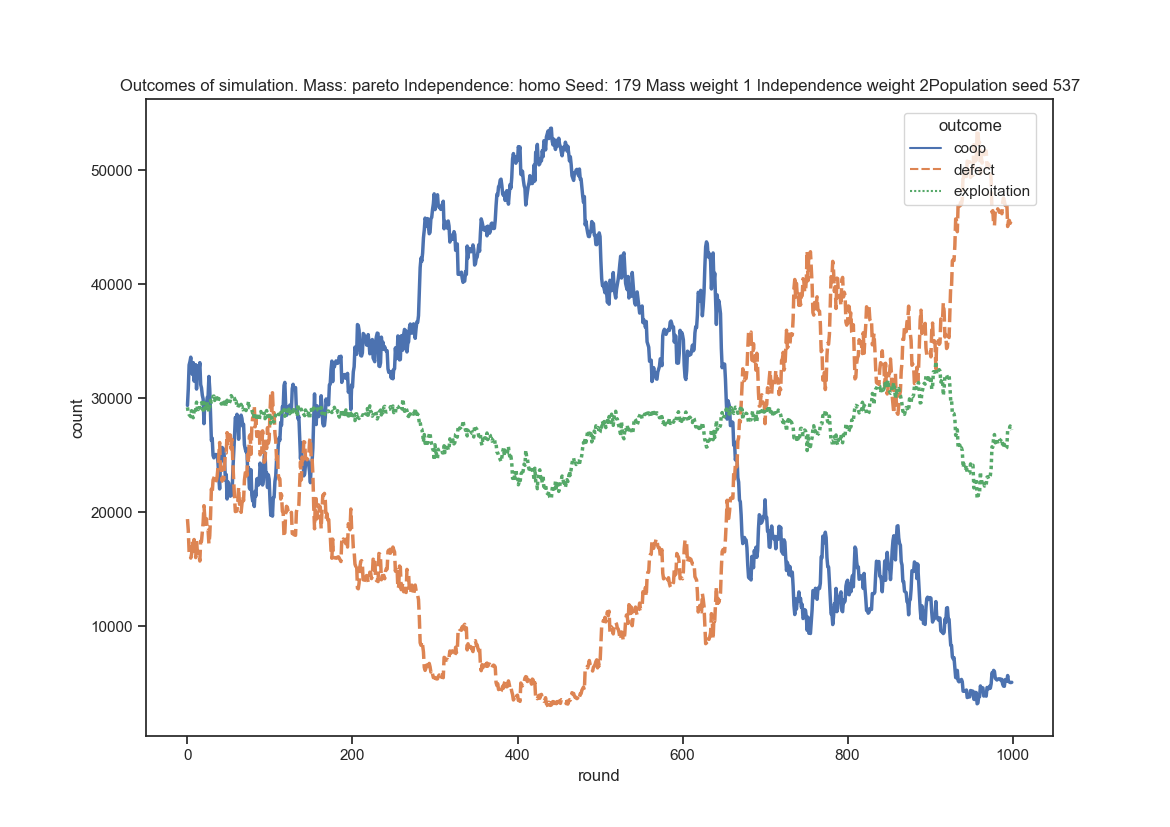 Outcomes of simulation. Mass: pareto Independence: homo Seed: 179 Mass weight 1 Independence weight 2Population seed 537
outcome
coop
defect
exploitation
50000
40000
30000
20000
10000
count
0
200
400
600
800
1000
round